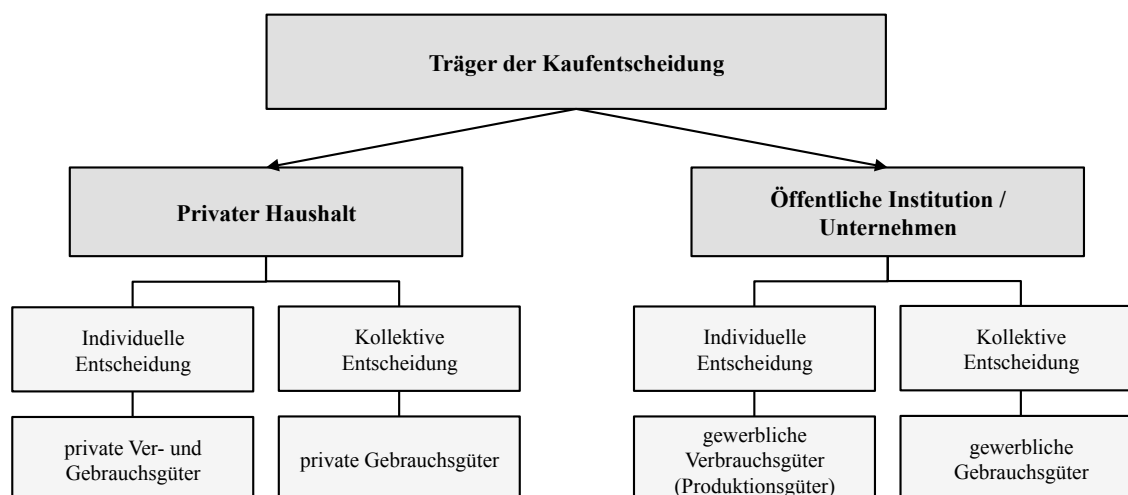 Träger der Kaufentscheidung
Privater Haushalt
Öffentliche Institution /
Unternehmen
Individuelle
Entscheidung
Kollektive
Entscheidung
Individuelle
Entscheidung
Kollektive
Entscheidung
private Ver- und
Gebrauchsgüter
private Gebrauchsgüter
gewerbliche
Verbrauchsgüter
(Produktionsgüter)
gewerbliche
Gebrauchsgüter